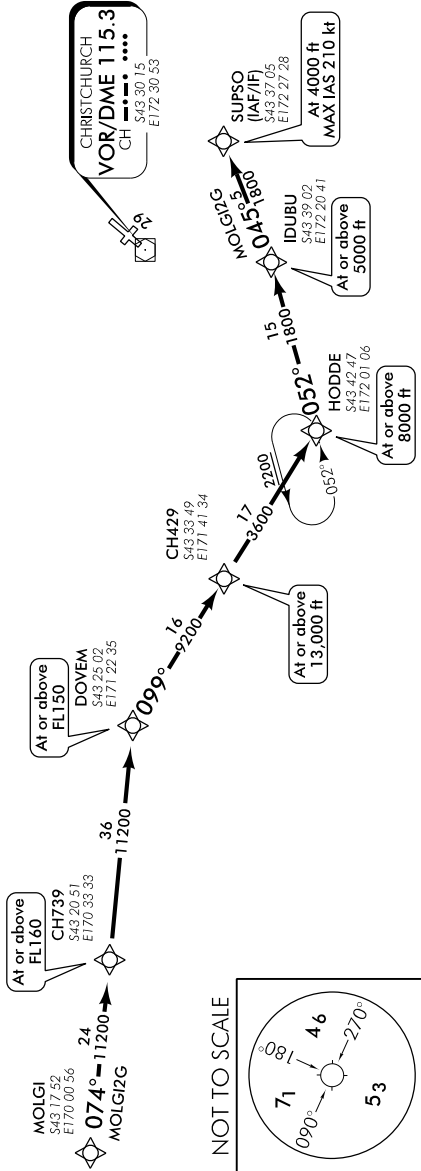 CHRISTCHURCH
VOR/DME 115.3
CH
S43 30 15
E172 30 53
29
SUPSO
(IAF/IF)
S43 37 05
E172 27 28
At 4000 ft
MAX IAS 210 kt
MOLGI2G
045°
5
1800
IDUBU
S43 39 02
E172 20 41
At or above
5000 ft
15
1800
052°
HODDE
S43 42 47
E172 01 06
At or above
8000 ft
2200
052°
17
3600
CH429
S43 33 49
E171 41 34
At or above
13,000 ft
16
9200
099°
At or above
FL150
DOVEM
S43 25 02
E171 22 35
36
11200
At or above
FL160
CH739
S43 20 51
E170 33 33
24
11200
074°
MOLGI2G
MOLGI
S43 17 52
E170 00 56
NOT TO SCALE
180°
090°
270°
71
46
53